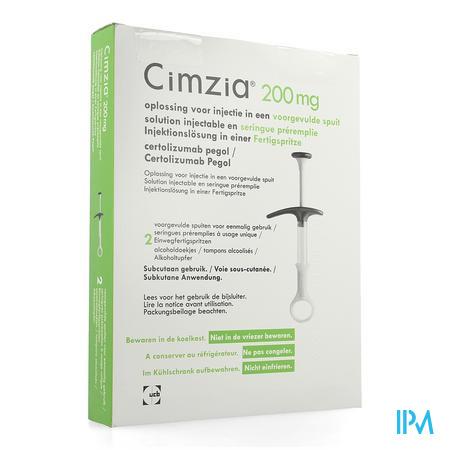 Cimzia® 200 mg
oplossing voor injectie in een voorgevulde spuit
solution injectable en seringue préremplie
Injektionslösung in einer Fertigspritze
certolizumab pegol /
Certolizumab Pegol
Oplossing voor injectie in een voorgevulde spuit
Solution injectable en seringue préremplie
Injektionslösung in einer Fertigspritze
2 voorgevulde spuiten voor eenmalig gebruik /
seringues préremplies à usage unique /
Einwegfertigspritzen
alcoholdoekjes / tampons alcoolisés /
Alkoholtupfer
Subcutaan gebruik. / Voie sous-cutanée. /
Subkutane Anwendung.
Lees voor het gebruik de bijsluiter.
Lire la notice avant utilisation.
Packungsbeilage beachten.
Bewaren in de koelkast. Niet in de vriezer bewaren.
A conserver au réfrigérateur. Ne pas congeler.
Im Kühlschrank aufbewahren. Nicht einfrieren.
ucb
Cimzia® 200 mg
2
IPM